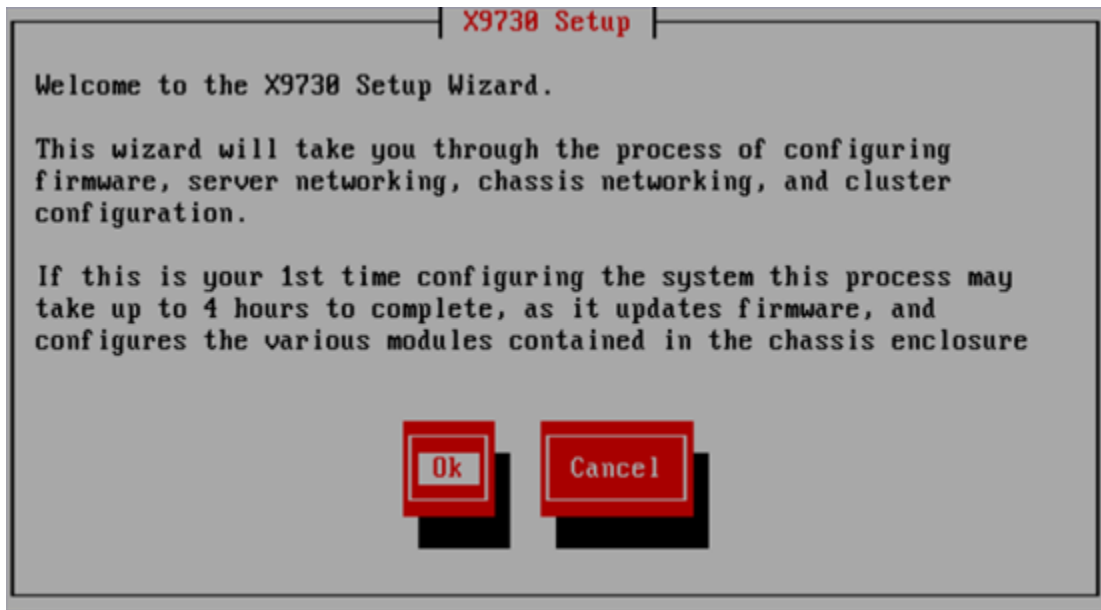 X9730 Setup
Welcome to the X9730 Setup Wizard.
This wizard will take you through the process of configuring
firmware, server networking, chassis networking, and cluster
configuration.
If this is your 1st time configuring the system this process may
take up to 4 hours to complete, as it updates firmware, and
configures the various modules contained in the chassis enclosure
Ok Cancel